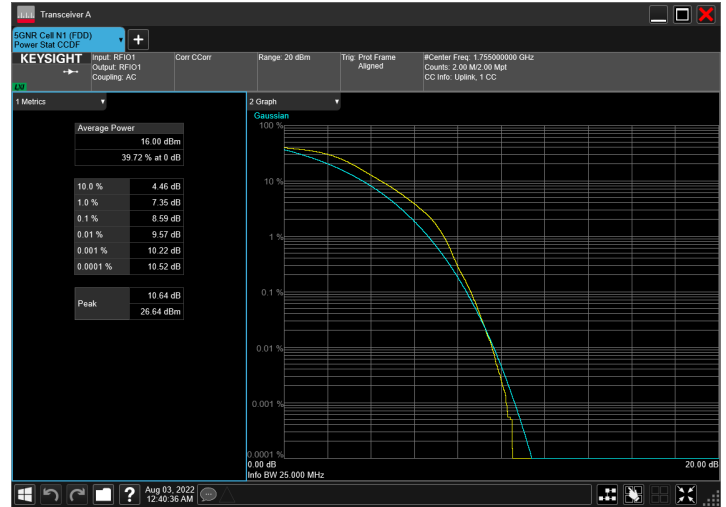 Transceiver A
5GNR Cell N1 (FDD)
Power Stat CCDF
KEYSIGHT
LXI
Input: RFIO1
Output: RFIO1
Coupling: AC
Corr CCorr
Range: 20 dBm
Trig: Prot Frame
Aligned
#Center Freq: 1.755000000 GHz
Counts: 2.00 M/2.00 Mpt
CC Info: Uplink, 1 CC
1 Metrics
Average Power
16.00 dBm
39.72 % at 0 dB
10.0 % 4.46 dB
1.0 % 7.35 dB
0.1 % 8.59 dB
0.01 % 9.57 dB
0.001 % 10.22 dB
0.0001 % 10.52 dB
Peak
10.64 dB
26.64 dBm
2 Graph
Gaussian
100 %
10 %
1 %
0.1 %
0.01 %
0.001 %
0.0001 %
0.00 dB
20.00 dB
Info BW 25.000 MHz
?
Aug 03, 2022
12:40:36 AM